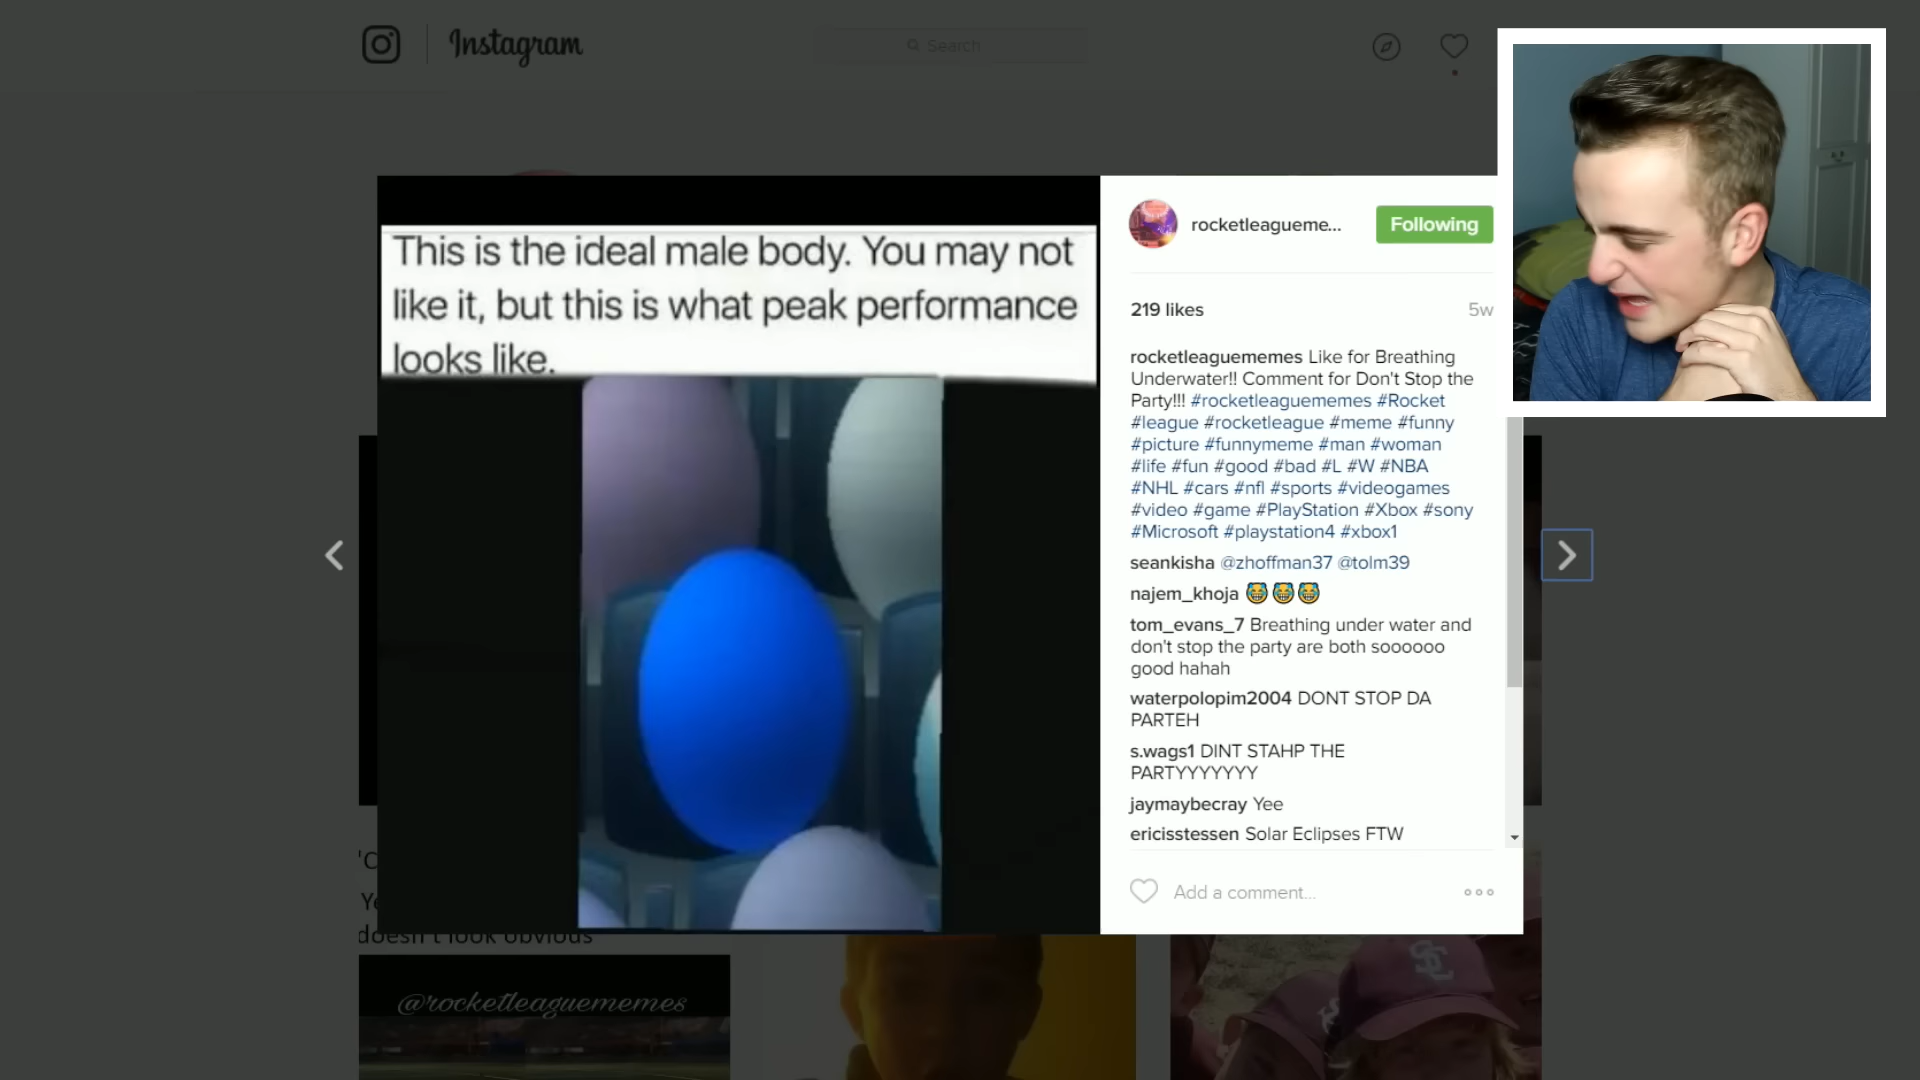 Instagram
Search
This is the ideal male body. You may not
like it, but this is what peak performance
looks like.
rocketleagueme...
Following
219 likes
5w
rocketleaguememes Like for Breathing
Underwater!! Comment for Don't Stop the
Party!!! #rocketleaguememes #Rocket
#league #rocketleague #meme #funny
#picture #funnymeme #man #woman
#life #fun #good #bad #L #W #NBA
#NHL #cars #nfl #sports #videogames
#video #game #PlayStation #Xbox #sony
#Microsoft #playstation4 #xbox1
seankisha @zhoffman37 @tolm39
najem_khoja 😂😂😂
tom_evans_7 Breathing under water and
don't stop the party are both soooooo
good hahah
waterpolopim2004 DONT STOP DA
PARTEH
s.wags1 DINT STAHP THE
PARTYYYYYYY
jaymaybecray Yee
ericisstessen Solar Eclipses FTW
Add a comment...
doesn't look obvious
@rocketleaguememes